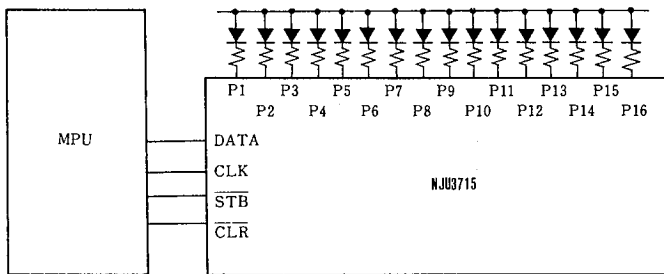 P1 P3 P5 P7 P9 P11 P13 P15
P2 P4 P6 P8 P10 P12 P14 P16
MPU
DATA
CLK
NJU3715
STB
CLR